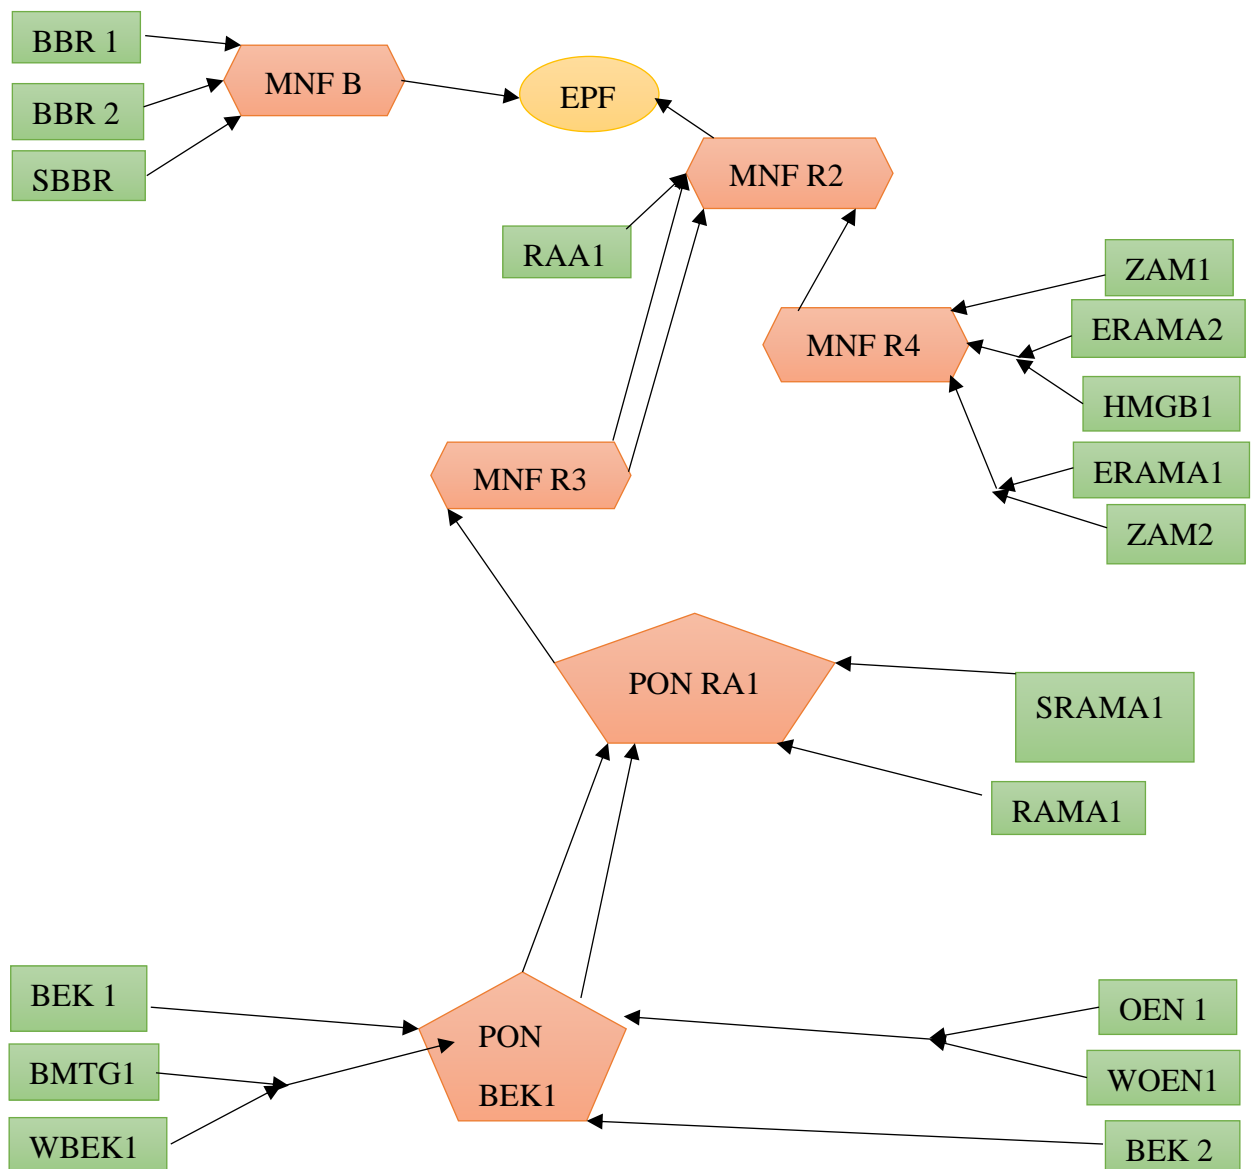 BBR 1
MNF B
EPF
BBR 2
SBBR
MNF R2
RAA1
ZAM1
ERAMA2
MNF R4
HMGB1
ERAMA1
MNF R3
ZAM2
PON RA1
SRAMA1
RAMA1
BEK 1
OEN 1
PON
BEK1
BMTG1
WOEN1
WBEK1
BEK 2